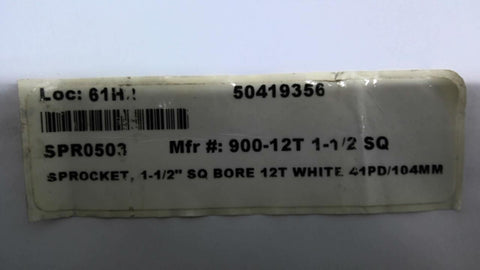 Loc: 61H 50419356
SPR0503 Mfr #: 900-12T 1-1/2 SQ
SPROCKET, 1-1/2" SQ BORE 12T WHITE 41PD/104MM